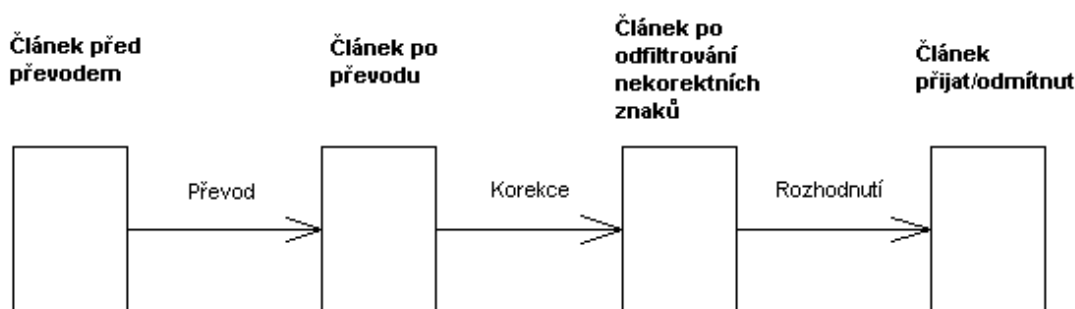 Článek před
převodem
Článek po
převodu
Článek po
odfiltrování
nekorektních
znaků
Článek
přijat/odmítnut
Převod
Korekce
Rozhodnutí